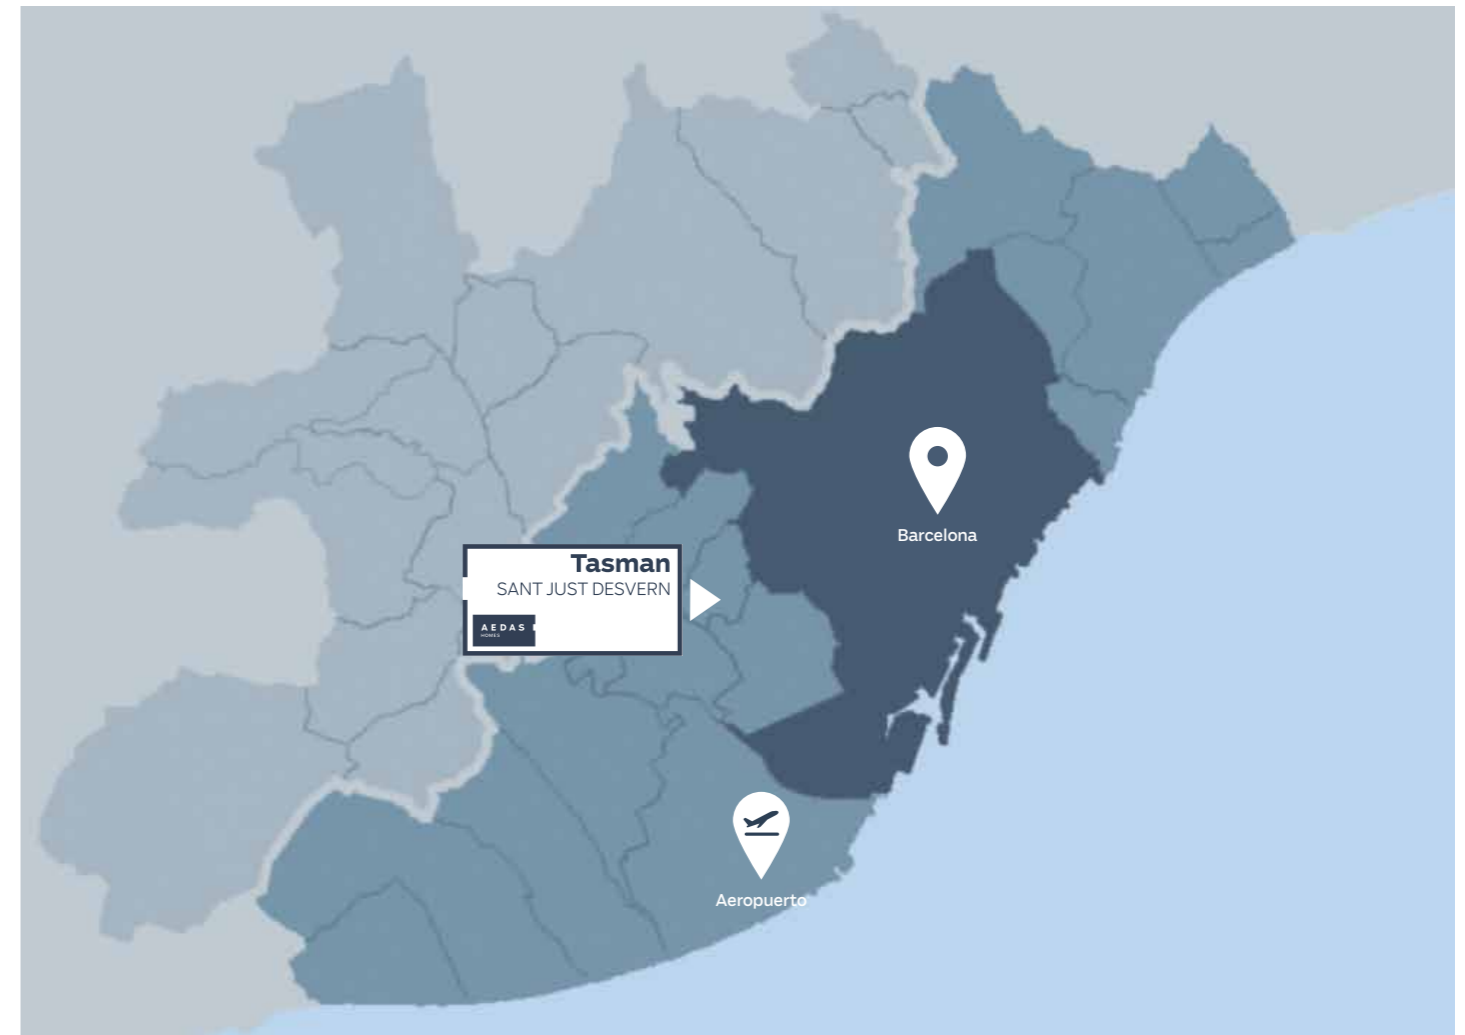 Barcelona
Tasman
SANT JUST DESVERN
AEDAS
HOMES
Aeropuerto